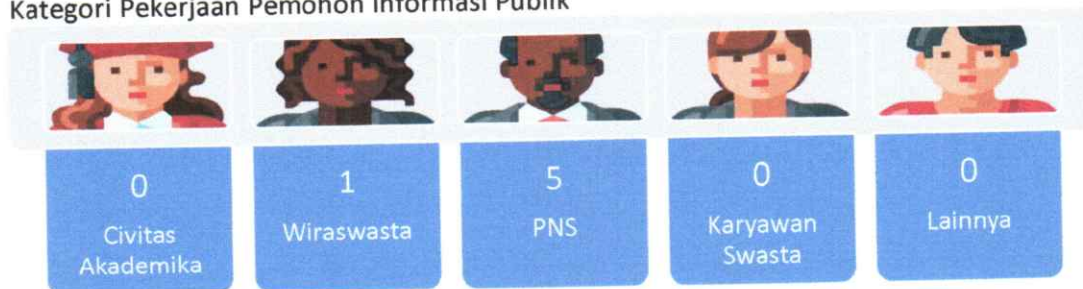 Kategori Pekerjaan Pemohon Informasi Publik
0
Civitas
Akademika
1
Wiraswasta
5
PNS
0
Karyawan
Swasta
0
Lainnya